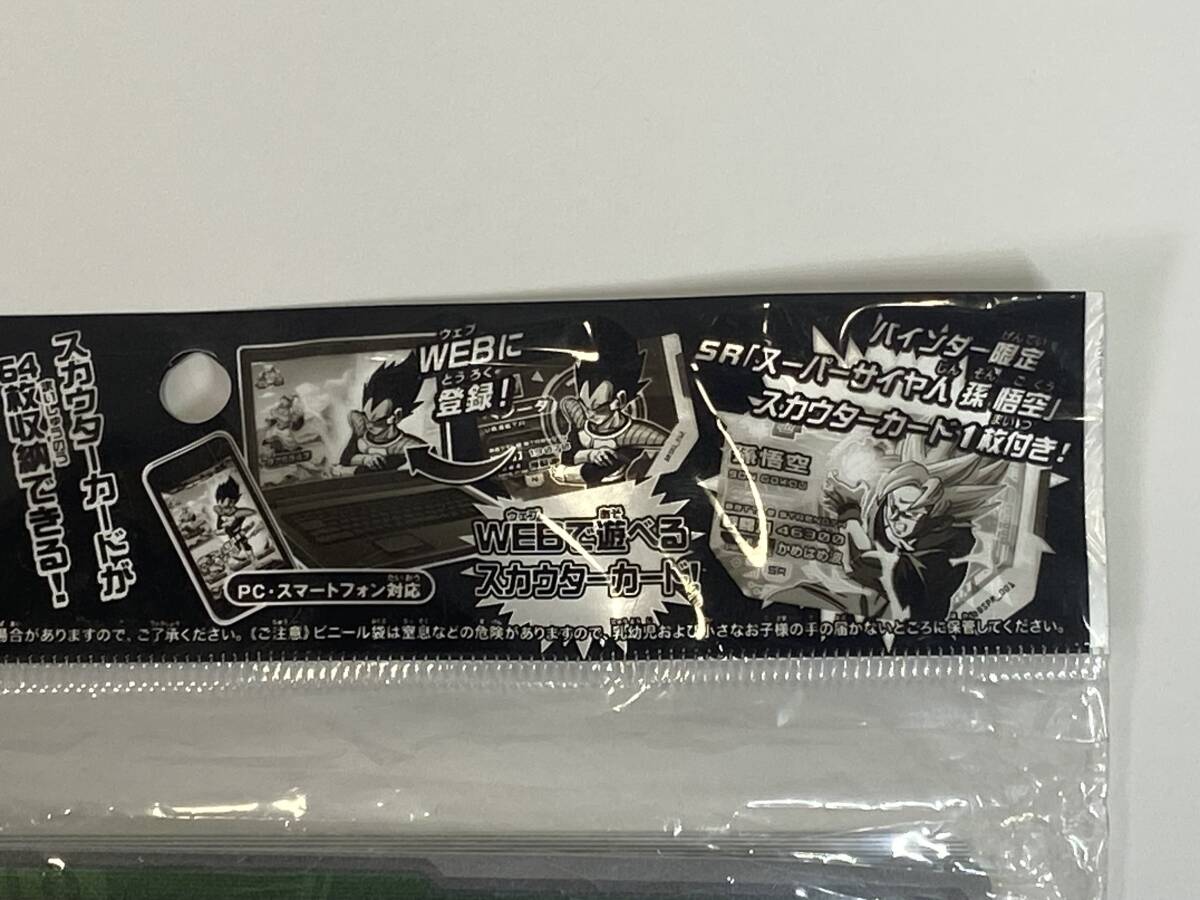 スカウターカードが
64枚収納できる!
WEBに
登録!
PC・スマートフォン対応
WEBで遊べる
スカウターカード!
バインダー限定
SR「スーパーサイヤ人 孫 悟空」
スカウターカード1枚付き!
孫悟空
SON GOKOU
46300
かめはめ波
場合がありますので、ご了承ください。《ご注意》ビニール袋は窒息などの危険がありますので、乳幼児および小さなお子様の手の届かないところに保管してください。